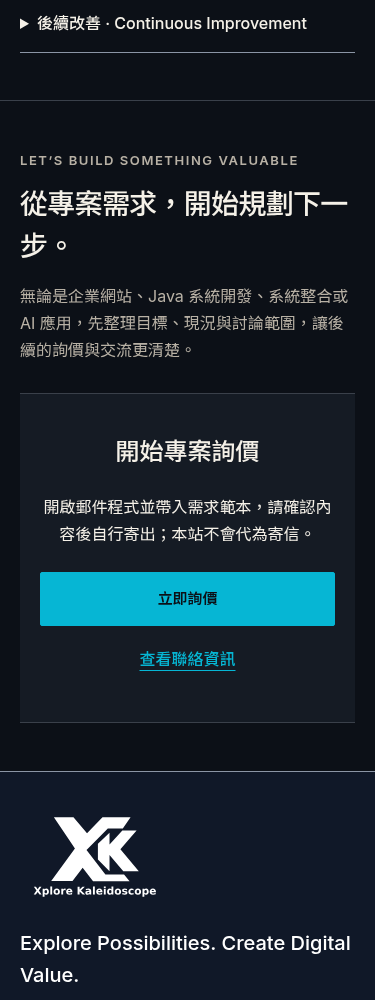 ▶ 後續改善 · Continuous Improvement
LET’S BUILD SOMETHING VALUABLE
從專案需求，開始規劃下一
步。
無論是企業網站、Java 系統開發、系統整合或
AI 應用，先整理目標、現況與討論範圍，讓後
續的詢價與交流更清楚。
開始專案詢價
開啟郵件程式並帶入需求範本，請確認內
容後自行寄出；本站不會代為寄信。
立即詢價
查看聯絡資訊
XK
Xplore Kaleidoscope
Explore Possibilities. Create Digital
Value.